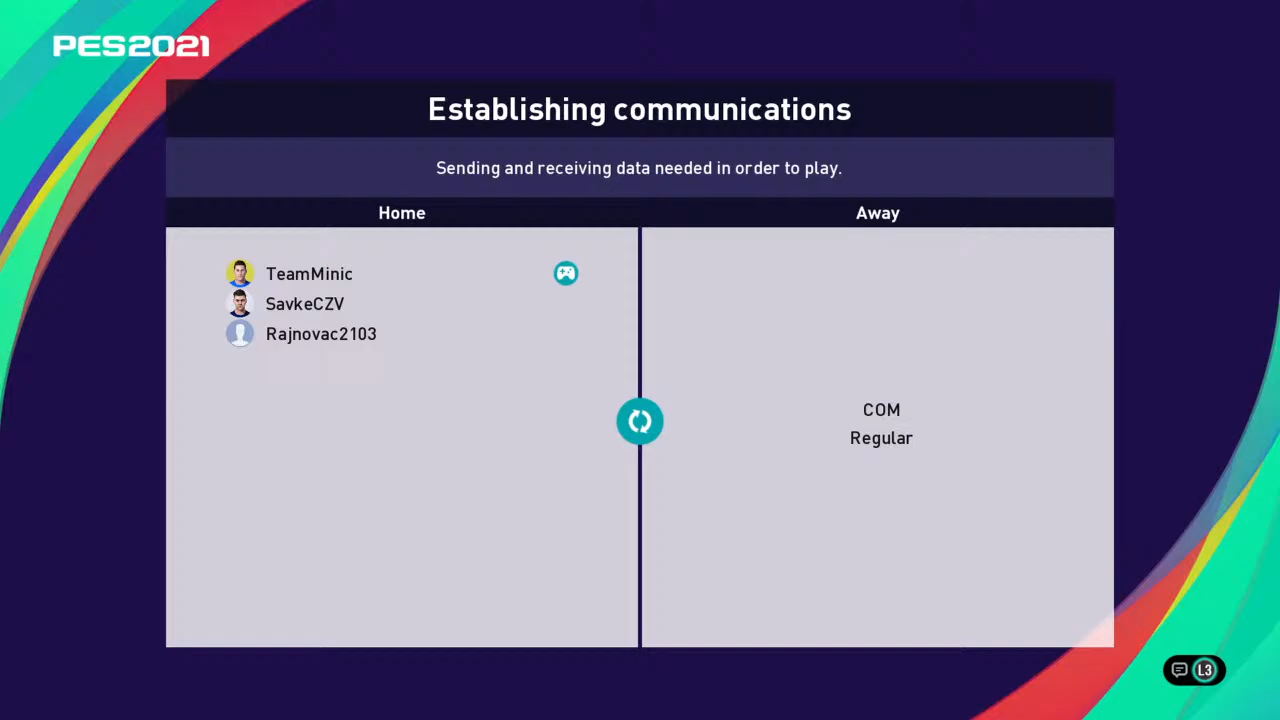 PES2021
Establishing communications
Sending and receiving data needed in order to play.
Home
Away
TeamMinic
SavkeCZV
Rajnovac2103
COM
Regular
L3